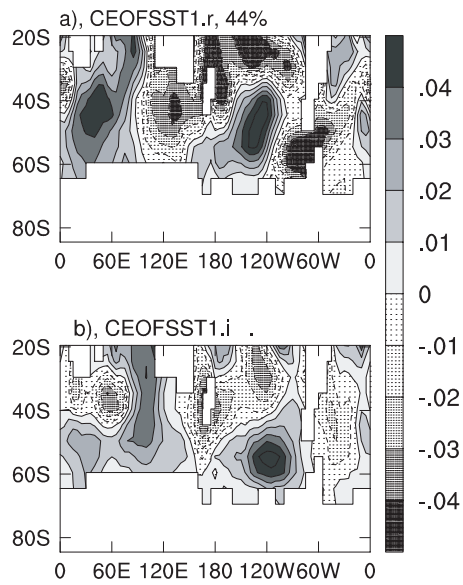 a), CEOFSST1.r, 44%
20S
40S
60S
80S
0 60E 120E 180 120W 60W 0
b), CEOFSST1.i .
20S
40S
60S
80S
0 60E 120E 180 120W 60W 0
.04
.03
.02
.01
0
-.01
-.02
-.03
-.04